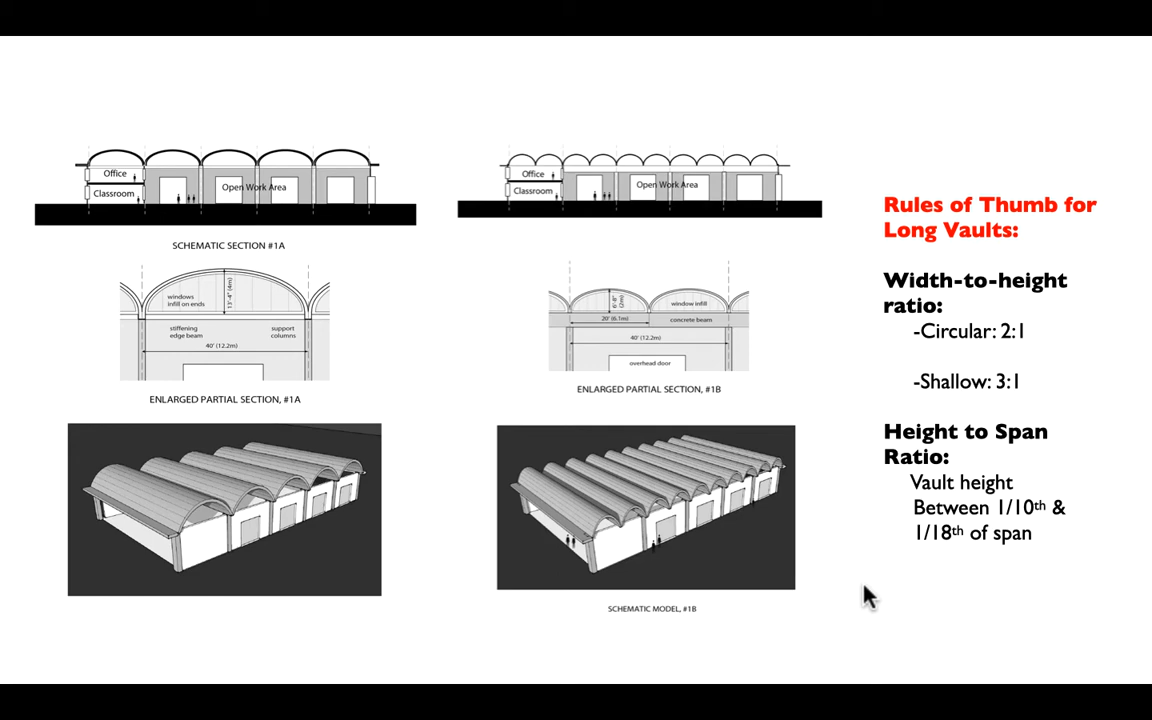 Office
Classroom
Open Work Area
SCHEMATIC SECTION #1A
windows
infill on ends
13'-4" (4m)
stiffening
edge beam
support
columns
40' (12.2m)
ENLARGED PARTIAL SECTION, #1A
Office
Classroom
Open Work Area
6'-8"
(2m)
window infill
20' (6.1m)
concrete beam
40' (12.2m)
overhead door
ENLARGED PARTIAL SECTION, #1B
SCHEMATIC MODEL, #1B
Rules of Thumb for
Long Vaults:
Width-to-height
ratio:
-Circular: 2:1
-Shallow: 3:1
Height to Span
Ratio:
Vault height
Between 1/10th &
1/18th of span